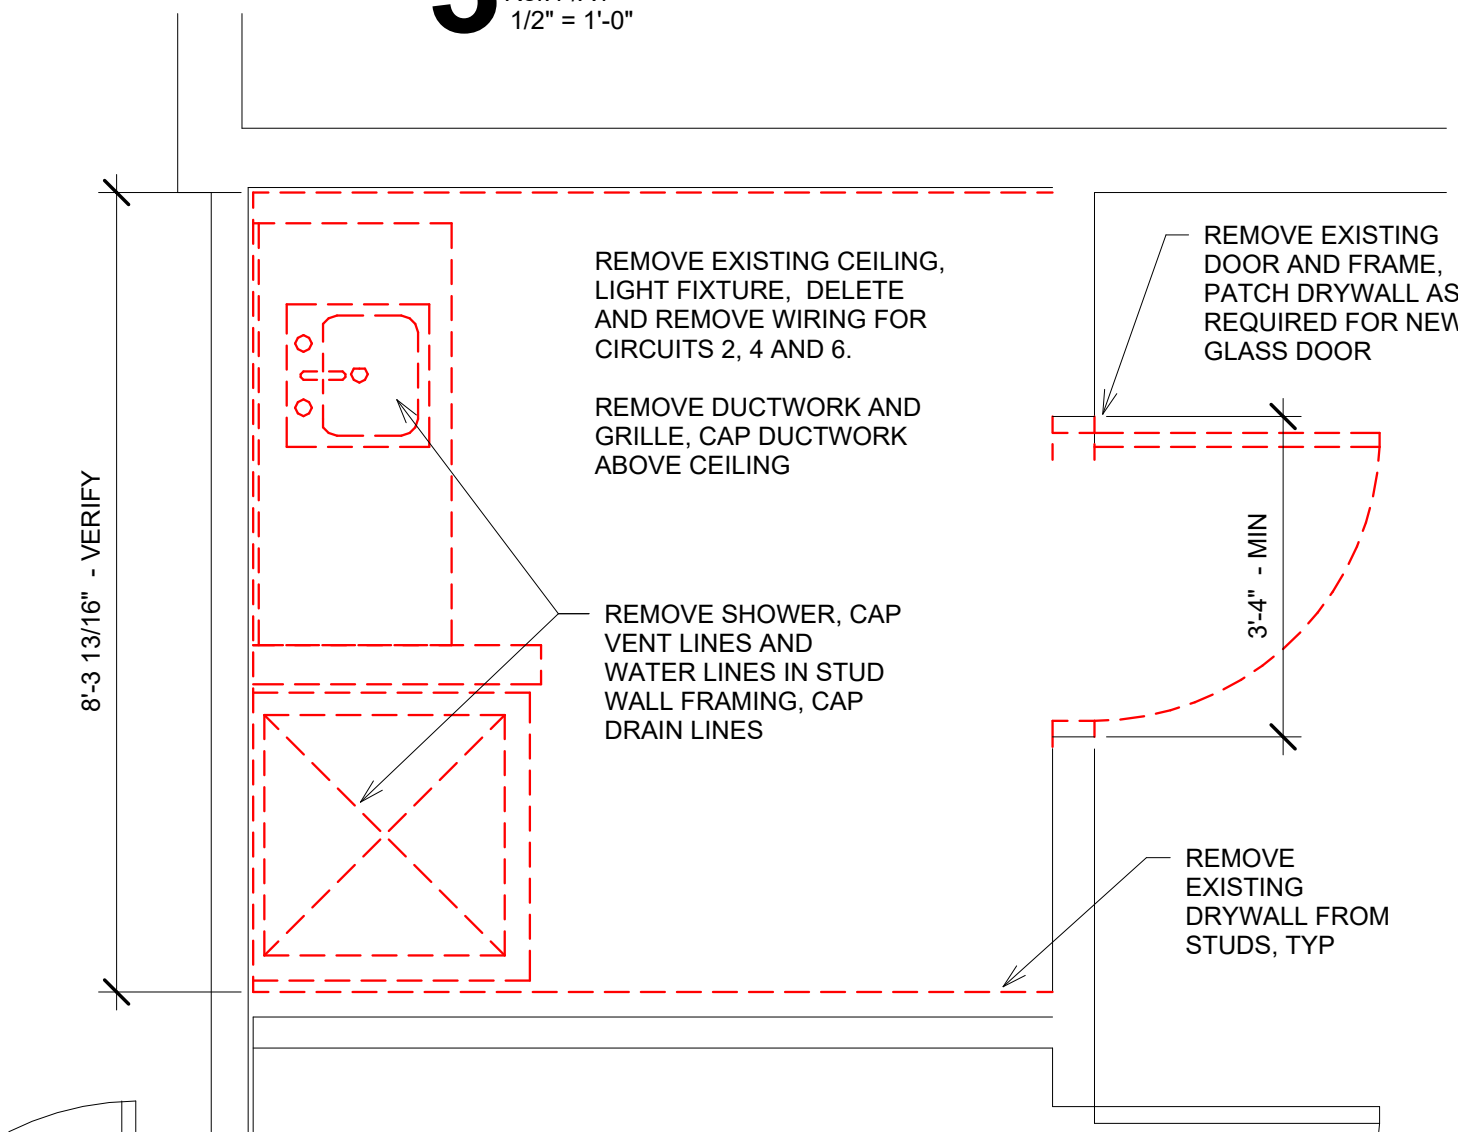 1/2" = 1'-0"
REMOVE EXISTING CEILING,
LIGHT FIXTURE, DELETE
AND REMOVE WIRING FOR
CIRCUITS 2, 4 AND 6.
REMOVE DUCTWORK AND
GRILLE, CAP DUCTWORK
ABOVE CEILING
REMOVE EXISTING
DOOR AND FRAME,
PATCH DRYWALL AS
REQUIRED FOR NEW
GLASS DOOR
8'-3 13/16" - VERIFY
3'-4" - MIN
REMOVE SHOWER, CAP
VENT LINES AND
WATER LINES IN STUD
WALL FRAMING, CAP
DRAIN LINES
REMOVE
EXISTING
DRYWALL FROM
STUDS, TYP